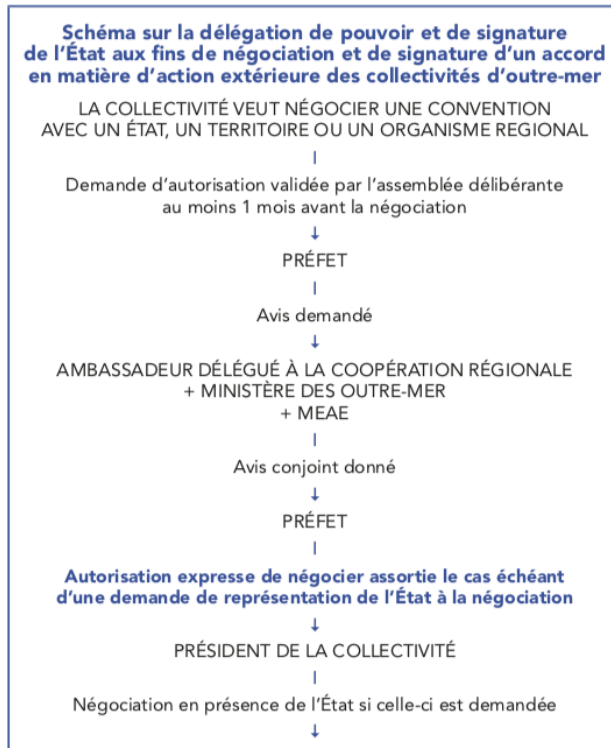 Schéma sur la délégation de pouvoir et de signature
de l’État aux fins de négociation et de signature d’un accord
en matière d’action extérieure des collectivités d’outre-mer
LA COLLECTIVITÉ VEUT NÉGOCIER UNE CONVENTION
AVEC UN ÉTAT, UN TERRITOIRE OU UN ORGANISME REGIONAL
Demande d’autorisation validée par l’assemblée délibérante
au moins 1 mois avant la négociation
PRÉFET
Avis demandé
AMBASSADEUR DÉLÉGUÉ À LA COOPÉRATION RÉGIONALE
+ MINISTÈRE DES OUTRE-MER
+ MEAE
Avis conjoint donné
PRÉFET
Autorisation expresse de négocier assortie le cas échéant
d’une demande de représentation de l’État à la négociation
PRÉSIDENT DE LA COLLECTIVITÉ
Négociation en présence de l’État si celle-ci est demandée